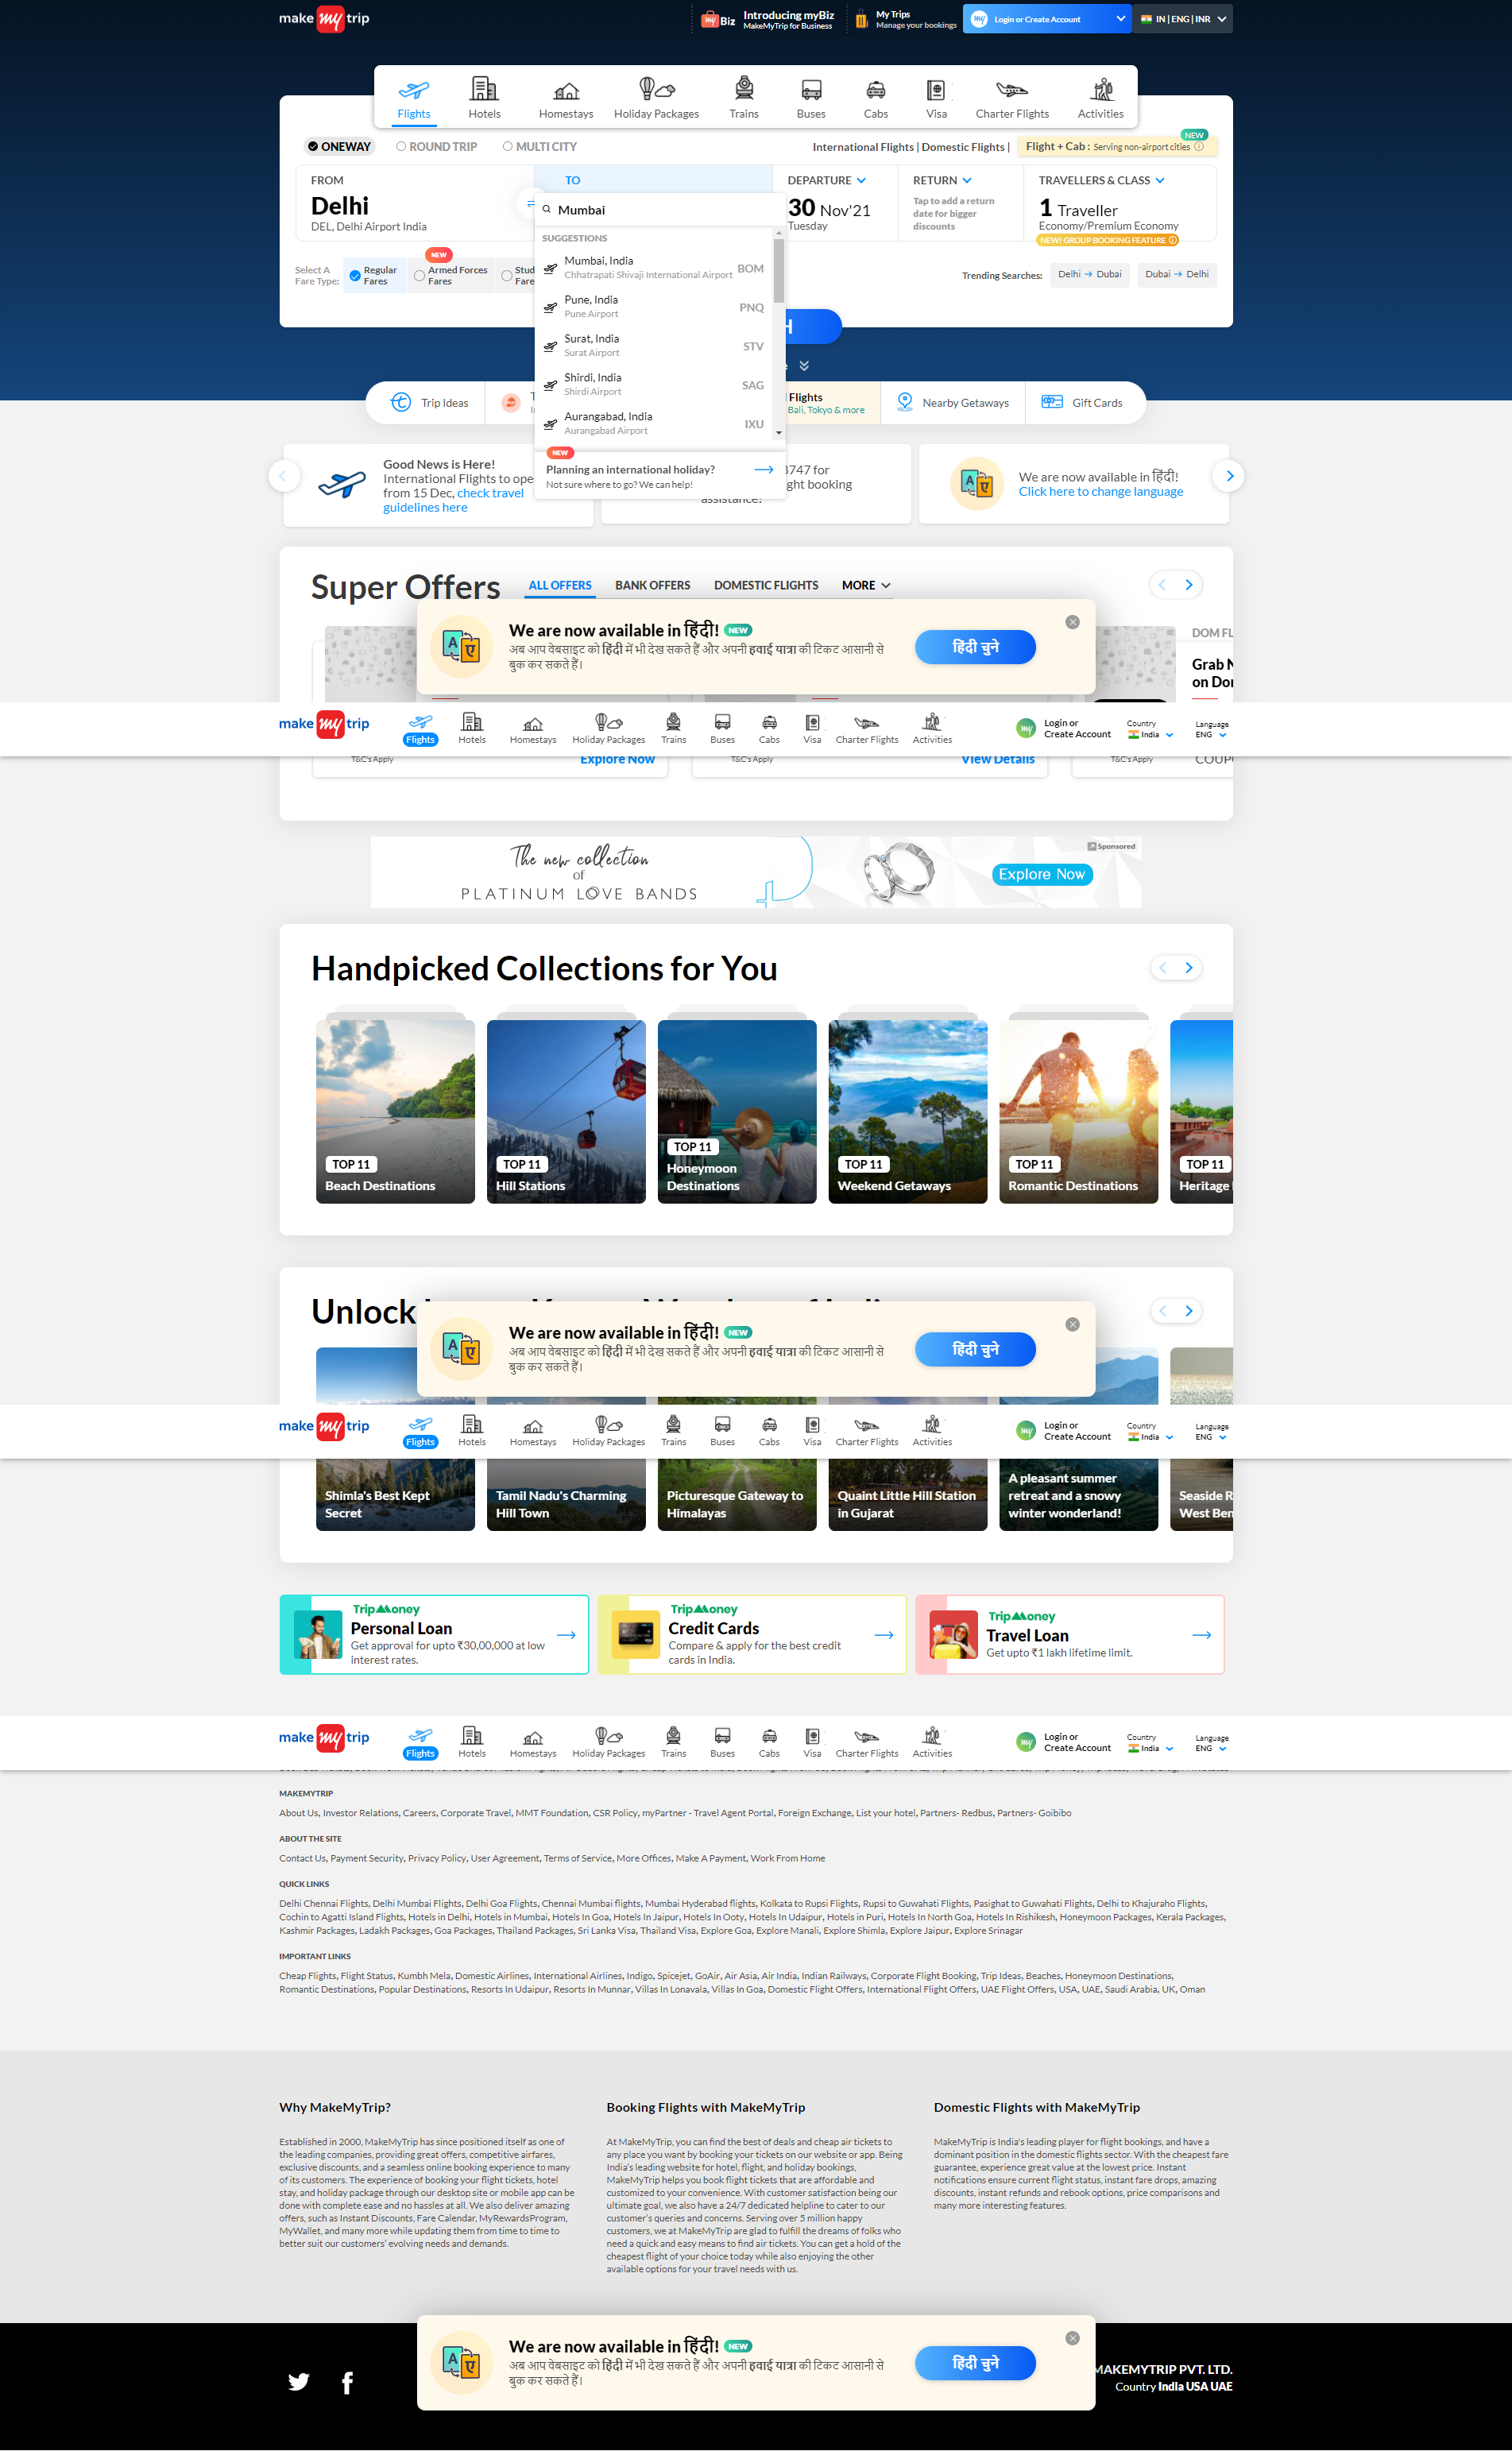 make my trip
my Biz
Introducing myBiz
MakeMyTrip for Business
My Trips
Manage your bookings
my Login or Create Account
IN | ENG | INR
Flights
Hotels
Homestays
Holiday Packages
Trains
Buses
Cabs
Visa
Charter Flights
Activities
ONEWAY
ROUND TRIP
MULTI CITY
International Flights | Domestic Flights |
NEW
Flight + Cab : Serving non-airport cities
FROM
Delhi
DEL, Delhi Airport India
TO
Mumbai
DEPARTURE
30 Nov'21
Tuesday
RETURN
Tap to add a return
date for bigger
discounts
TRAVELLERS & CLASS
1 Traveller
Economy/Premium Economy
NEW! GROUP BOOKING FEATURE
SUGGESTIONS
Mumbai, India
Chhatrapati Shivaji International Airport BOM
Pune, India
Pune Airport PNQ
Surat, India
Surat Airport STV
Shirdi, India
Shirdi Airport SAG
Aurangabad, India
Aurangabad Airport IXU
NEW
Planning an international holiday?
Not sure where to go? We can help!
Select A
Fare Type:
Regular
Fares
NEW
Armed Forces
Fares
Stud
Fare
Trending Searches:
Delhi → Dubai
Dubai → Delhi
H
Trip Ideas
Flights
Bali, Tokyo & more
Nearby Getaways
Gift Cards
Good News is Here!
International Flights to ope
from 15 Dec, check travel
guidelines here
3747 for
ght booking
assistance!
We are now available in हिंदी!
Click here to change language
Super Offers
ALL OFFERS
BANK OFFERS
DOMESTIC FLIGHTS
MORE
We are now available in हिंदी! NEW
अब आप वेबसाइट को हिंदी में भी देख सकते हैं और अपनी हवाई यात्रा की टिकट आसानी से
बुक कर सकते हैं।
हिंदी चुने
DOM FL
Grab N
on Dom
make my trip
Flights
Hotels
Homestays
Holiday Packages
Trains
Buses
Cabs
Visa
Charter Flights
Activities
my Login or
Create Account
Country
India
Language
ENG
T&C's Apply
Explore Now
T&C's Apply
View Details
T&C's Apply
COUPO
The new collection
of
PLATINUM LOVE BANDS
Sponsored
Explore Now
Handpicked Collections for You
TOP 11
Beach Destinations
TOP 11
Hill Stations
TOP 11
Honeymoon
Destinations
TOP 11
Weekend Getaways
TOP 11
Romantic Destinations
TOP 11
Heritage
Unlock
We are now available in हिंदी! NEW
अब आप वेबसाइट को हिंदी में भी देख सकते हैं और अपनी हवाई यात्रा की टिकट आसानी से
बुक कर सकते हैं।
हिंदी चुने
make my trip
Flights
Hotels
Homestays
Holiday Packages
Trains
Buses
Cabs
Visa
Charter Flights
Activities
my Login or
Create Account
Country
India
Language
ENG
Shimla's Best Kept
Secret
Tamil Nadu's Charming
Hill Town
Picturesque Gateway to
Himalayas
Quaint Little Hill Station
in Gujarat
A pleasant summer
retreat and a snowy
winter wonderland!
Seaside R
West Ben
TripMoney
Personal Loan
Get approval for upto ₹30,00,000 at low
interest rates.
TripMoney
Credit Cards
Compare & apply for the best credit
cards in India.
TripMoney
Travel Loan
Get upto ₹1 lakh lifetime limit.
make my trip
Flights
Hotels
Homestays
Holiday Packages
Trains
Buses
Cabs
Visa
Charter Flights
Activities
my Login or
Create Account
Country
India
Language
ENG
MAKEMYTRIP
About Us, Investor Relations, Careers, Corporate Travel, MMT Foundation, CSR Policy, myPartner - Travel Agent Portal, Foreign Exchange, List your hotel, Partners- Redbus, Partners- Goibibo
ABOUT THE SITE
Contact Us, Payment Security, Privacy Policy, User Agreement, Terms of Service, More Offices, Make A Payment, Work From Home
QUICK LINKS
Delhi Chennai Flights, Delhi Mumbai Flights, Delhi Goa Flights, Chennai Mumbai flights, Mumbai Hyderabad flights, Kolkata to Rupsi Flights, Rupsi to Guwahati Flights, Pasighat to Guwahati Flights, Delhi to Khajuraho Flights,
Cochin to Agatti Island Flights, Hotels in Delhi, Hotels in Mumbai, Hotels In Goa, Hotels In Jaipur, Hotels In Ooty, Hotels In Udaipur, Hotels in Puri, Hotels In North Goa, Hotels In Rishikesh, Honeymoon Packages, Kerala Packages,
Kashmir Packages, Ladakh Packages, Goa Packages, Thailand Packages, Sri Lanka Visa, Thailand Visa, Explore Goa, Explore Manali, Explore Shimla, Explore Jaipur, Explore Srinagar
IMPORTANT LINKS
Cheap Flights, Flight Status, Kumbh Mela, Domestic Airlines, International Airlines, Indigo, Spicejet, GoAir, Air Asia, Air India, Indian Railways, Corporate Flight Booking, Trip Ideas, Beaches, Honeymoon Destinations,
Romantic Destinations, Popular Destinations, Resorts In Udaipur, Resorts In Munnar, Villas In Lonavala, Villas In Goa, Domestic Flight Offers, International Flight Offers, UAE Flight Offers, USA, UAE, Saudi Arabia, UK, Oman
Why MakeMyTrip?
Established in 2000, MakeMyTrip has since positioned itself as one of
the leading companies, providing great offers, competitive airfares,
exclusive discounts, and a seamless online booking experience to many
of its customers. The experience of booking your flight tickets, hotel
stay, and holiday package through our desktop site or mobile app can be
done with complete ease and no hassles at all. We also deliver amazing
offers, such as Instant Discounts, Fare Calendar, MyRewardsProgram,
MyWallet, and many more while updating them from time to time to
better suit our customers' evolving needs and demands.
Booking Flights with MakeMyTrip
At MakeMyTrip, you can find the best of deals and cheap air tickets to
any place you want by booking your tickets on our website or app. Being
India's leading website for hotel, flight, and holiday bookings,
MakeMyTrip helps you book flight tickets that are affordable and
customized to your convenience. With customer satisfaction being our
ultimate goal, we also have a 24/7 dedicated helpline to cater to our
customer's queries and concerns. Serving over 5 million happy
customers, we at MakeMyTrip are glad to fulfill the dreams of folks who
need a quick and easy means to find air tickets. You can get a hold of the
cheapest flight of your choice today while also enjoying the other
available options for your travel needs with us.
Domestic Flights with MakeMyTrip
MakeMyTrip is India's leading player for flight bookings, and have a
dominant position in the domestic flights sector. With the cheapest fare
guarantee, experience great value at the lowest price. Instant
notifications ensure current flight status, instant fare drops, amazing
discounts, instant refunds and rebook options, price comparisons and
many more interesting features.
We are now available in हिंदी! NEW
अब आप वेबसाइट को हिंदी में भी देख सकते हैं और अपनी हवाई यात्रा की टिकट आसानी से
बुक कर सकते हैं।
हिंदी चुने
MAKEMYTRIP PVT. LTD.
Country India USA UAE